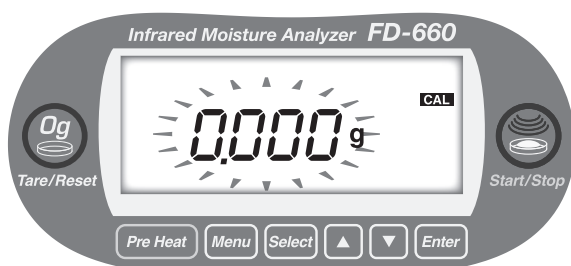 Infrared Moisture Analyzer FD-660
CAL
0.000 g
0g
Tare/Reset
Start/Stop
Pre Heat Menu Select ▲ ▼ Enter